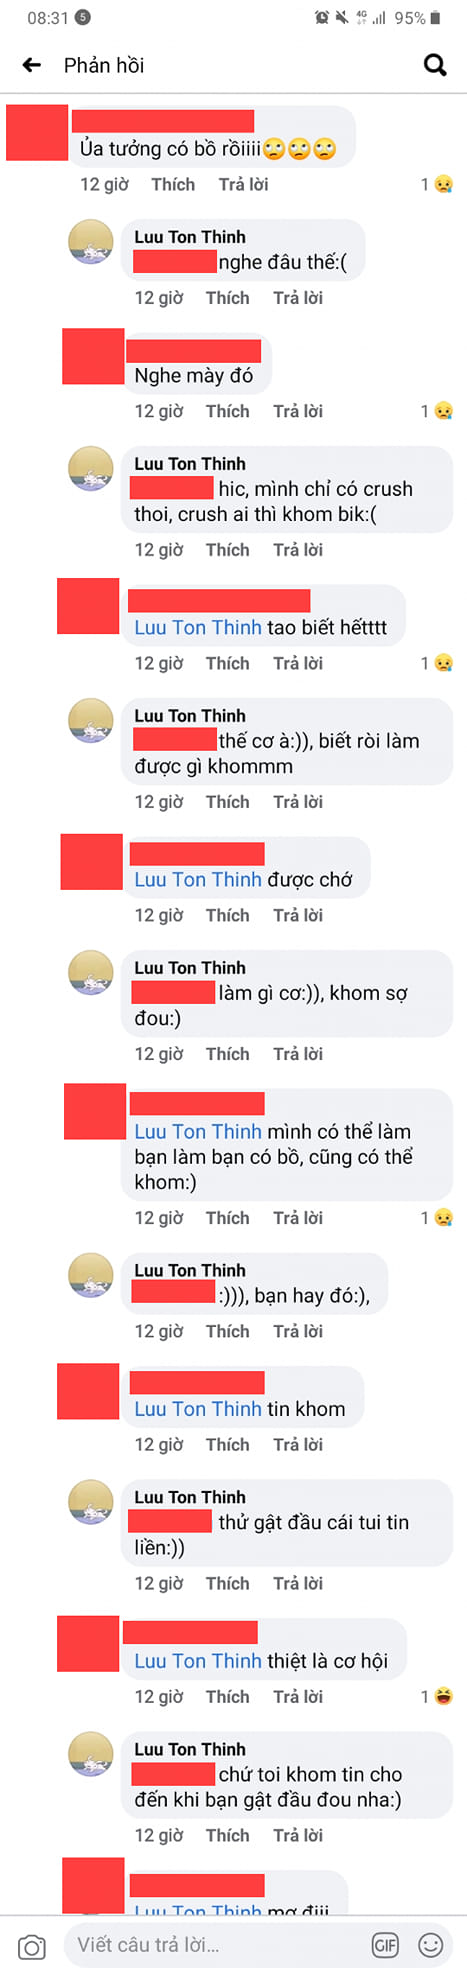 08:31 5 4G 95%
Phản hồi
Ủa tưởng có bồ rồiiii🙄🙄🙄
12 giờ Thích Trả lời 1
Luu Ton Thinh
nghe đâu thế:(
12 giờ Thích Trả lời
Nghe mày đó
12 giờ Thích Trả lời 1
Luu Ton Thinh
hic, mình chỉ có crush
thoi, crush ai thì khom bik:(
12 giờ Thích Trả lời
Luu Ton Thinh tao biết hếtttt
12 giờ Thích Trả lời 1
Luu Ton Thinh
thế cơ à:)), biết ròi làm
được gì khommm
12 giờ Thích Trả lời
Luu Ton Thinh được chớ
12 giờ Thích Trả lời
Luu Ton Thinh
làm gì cơ:)), khom sợ
đou:)
12 giờ Thích Trả lời
Luu Ton Thinh mình có thể làm
bạn làm bạn có bồ, cũng có thể
khom:)
12 giờ Thích Trả lời 1
Luu Ton Thinh
:))), bạn hay đó:),
12 giờ Thích Trả lời
Luu Ton Thinh tin khom
12 giờ Thích Trả lời
Luu Ton Thinh
thử gật đầu cái tui tin
liền:))
12 giờ Thích Trả lời
Luu Ton Thinh thiệt là cơ hội
12 giờ Thích Trả lời 1
Luu Ton Thinh
chứ toi khom tin cho
đến khi bạn gật đầu đou nha:)
12 giờ Thích Trả lời
Luu Ton Thinh mơ điii
Viết câu trả lời... GIF